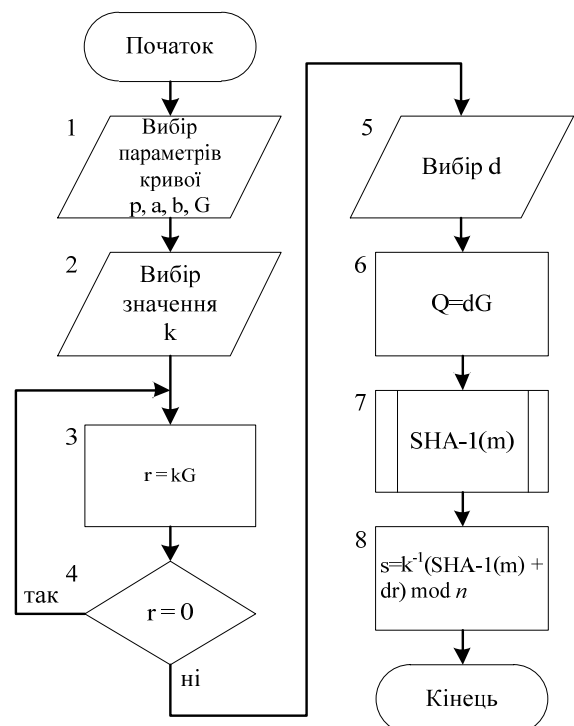 Початок
1
Вибір
параметрів
кривої
p, a, b, G
2
Вибір
значення
k
3
r = kG
4
так
r = 0
ні
5
Вибір d
6
Q=dG
7
SHA-1(m)
8
s=k⁻¹(SHA-1(m) +
dr) mod n
Кінець